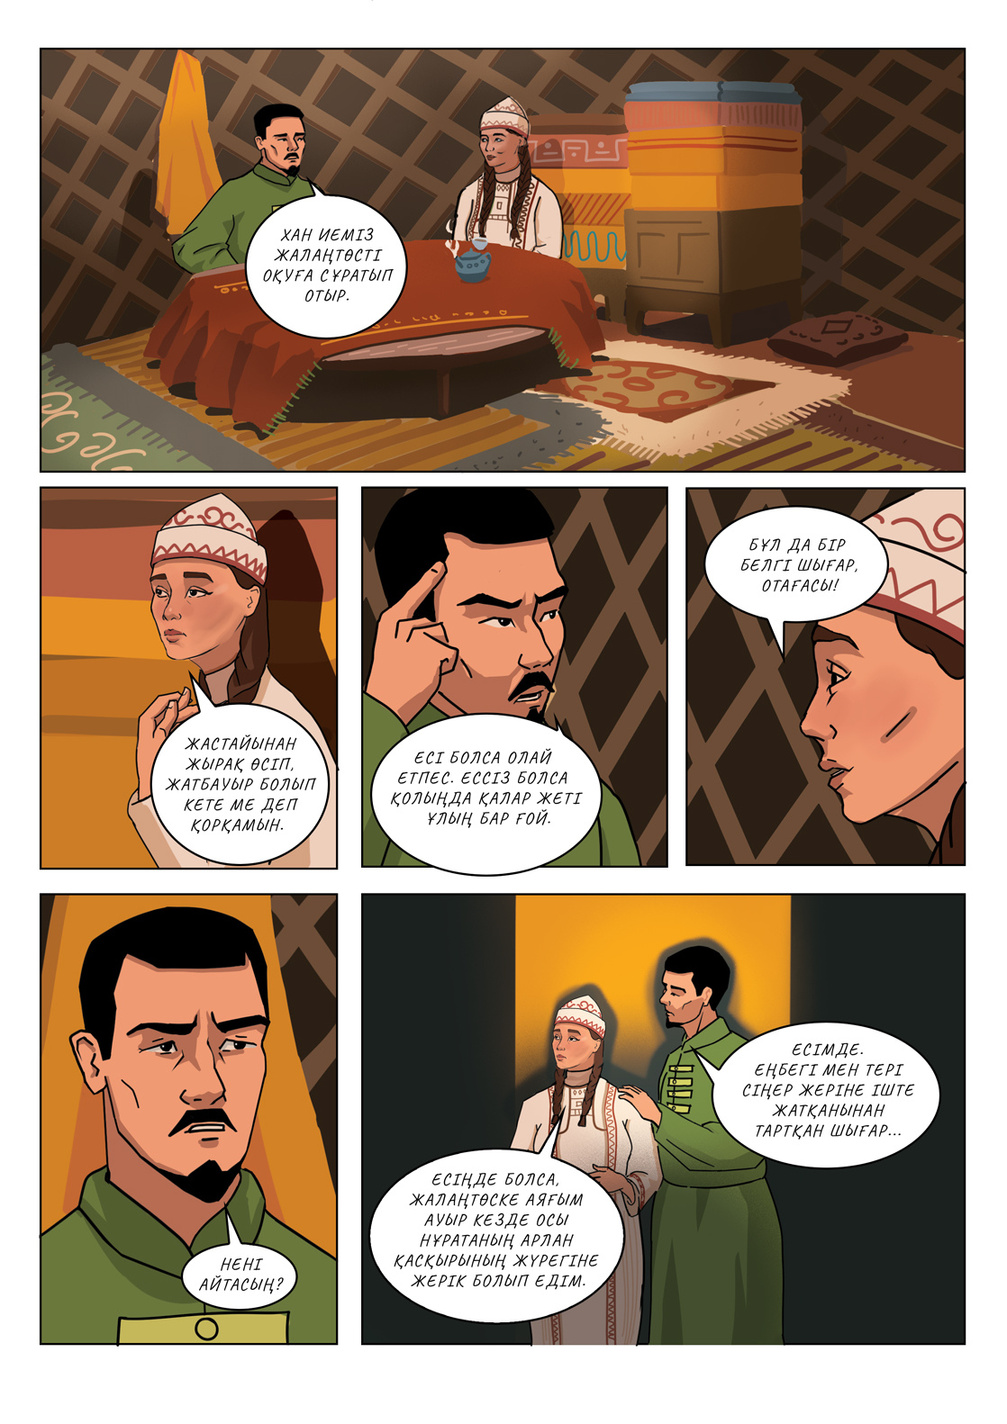 ХАН ИЕМІЗ
ЖАЛАҢТӨСТІ
ОҚУҒА СҰРАТЫП
ОТЫР.
ЖАСТАЙЫНАН
ЖЫРАҚ ӨСІП,
ЖАТБАУЫР БОЛЫП
КЕТЕ МЕ ДЕП
ҚОРҚАМЫН.
ЕСІ БОЛСА ОЛАЙ
ЕТПЕС. ЕССІЗ БОЛСА
ҚОЛЫҢДА ҚАЛАР ЖЕТІ
ҰЛЫҢ БАР ҒОЙ.
БҰЛ ДА БІР
БЕЛГІ ШЫҒАР,
ОТАҒАСЫ!
НЕНІ
АЙТАСЫҢ?
ЕСІҢДЕ БОЛСА,
ЖАЛАҢТӨСКЕ АЯҒЫМ
АУЫР КЕЗДЕ ОСЫ
НҰРАТАНЫҢ АРЛАН
ҚАСҚЫРЫНЫҢ ЖҮРЕГІНЕ
ЖЕРІК БОЛЫП ЕДІМ.
ЕСІМДЕ.
ЕҢБЕГІ МЕН ТЕРІ
СІҢЕР ЖЕРІНЕ ІШТЕ
ЖАТҚАНЫНАН
ТАРТҚАН ШЫҒАР...